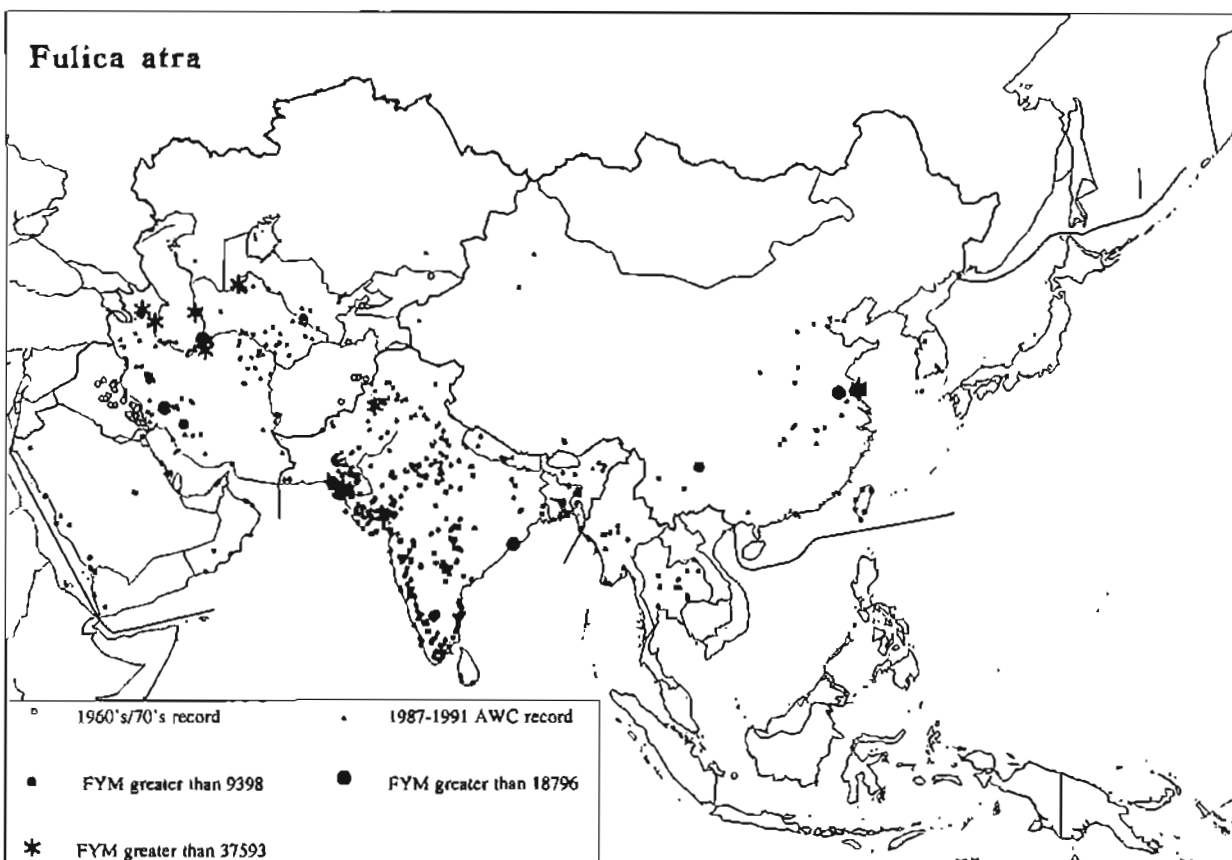 Fulica atra
1960's/70's record
1987-1991 AWC record
FYM greater than 9398
FYM greater than 18796
FYM greater than 37593